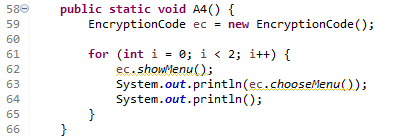 58 public static void A4() {
59 EncryptionCode ec = new EncryptionCode();
60
61 for (int i = 0; i < 2; i++) {
62 ec.showMenu();
63 System.out.println(ec.chooseMenu());
64 System.out.println();
65 }
66 }